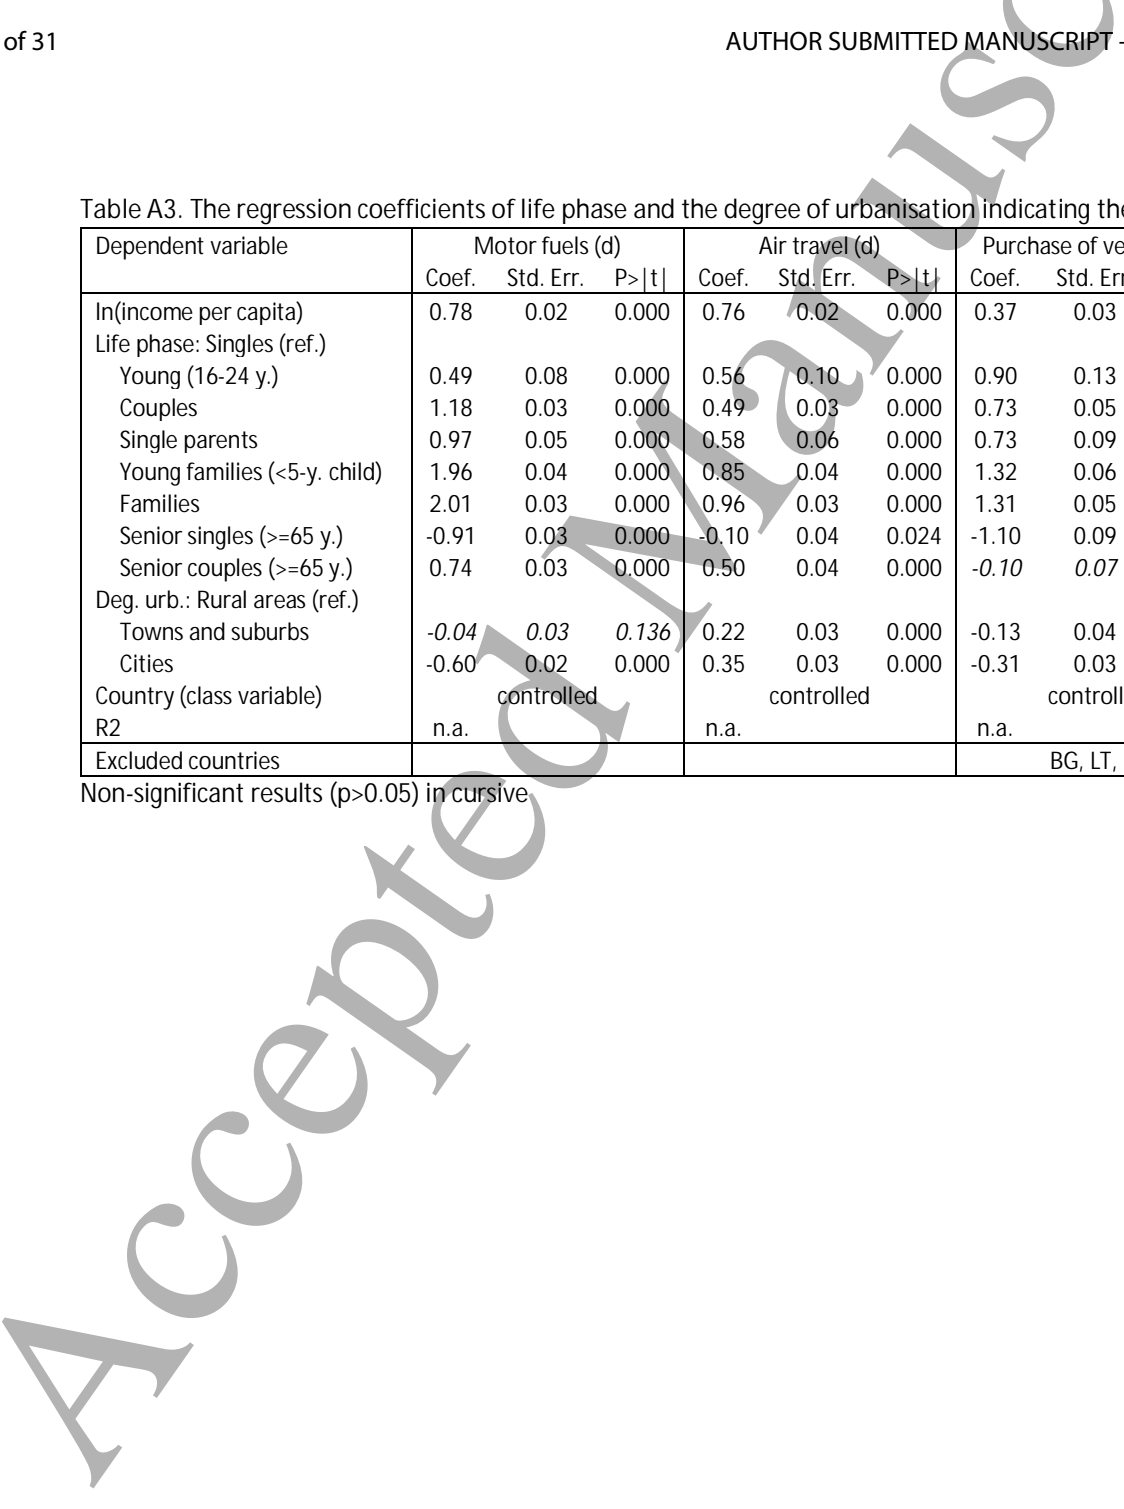 of 31 AUTHOR SUBMITTED MANUSCRIPT -
Table A3. The regression coefficients of life phase and the degree of urbanisation indicating the
Dependent variable Motor fuels (d) Air travel (d) Purchase of ve
Coef. Std. Err. P>|t| Coef. Std. Err. P>|t| Coef. Std. Err
ln(income per capita) 0.78 0.02 0.000 0.76 0.02 0.000 0.37 0.03
Life phase: Singles (ref.)
Young (16-24 y.) 0.49 0.08 0.000 0.56 0.10 0.000 0.90 0.13
Couples 1.18 0.03 0.000 0.49 0.03 0.000 0.73 0.05
Single parents 0.97 0.05 0.000 0.58 0.06 0.000 0.73 0.09
Young families (<5-y. child) 1.96 0.04 0.000 0.85 0.04 0.000 1.32 0.06
Families 2.01 0.03 0.000 0.96 0.03 0.000 1.31 0.05
Senior singles (>=65 y.) -0.91 0.03 0.000 -0.10 0.04 0.024 -1.10 0.09
Senior couples (>=65 y.) 0.74 0.03 0.000 0.50 0.04 0.000 -0.10 0.07
Deg. urb.: Rural areas (ref.)
Towns and suburbs -0.04 0.03 0.136 0.22 0.03 0.000 -0.13 0.04
Cities -0.60 0.02 0.000 0.35 0.03 0.000 -0.31 0.03
Country (class variable) controlled controlled controll
R2 n.a. n.a. n.a.
Excluded countries BG, LT,
Non-significant results (p>0.05) in cursive
Accepted Manusc